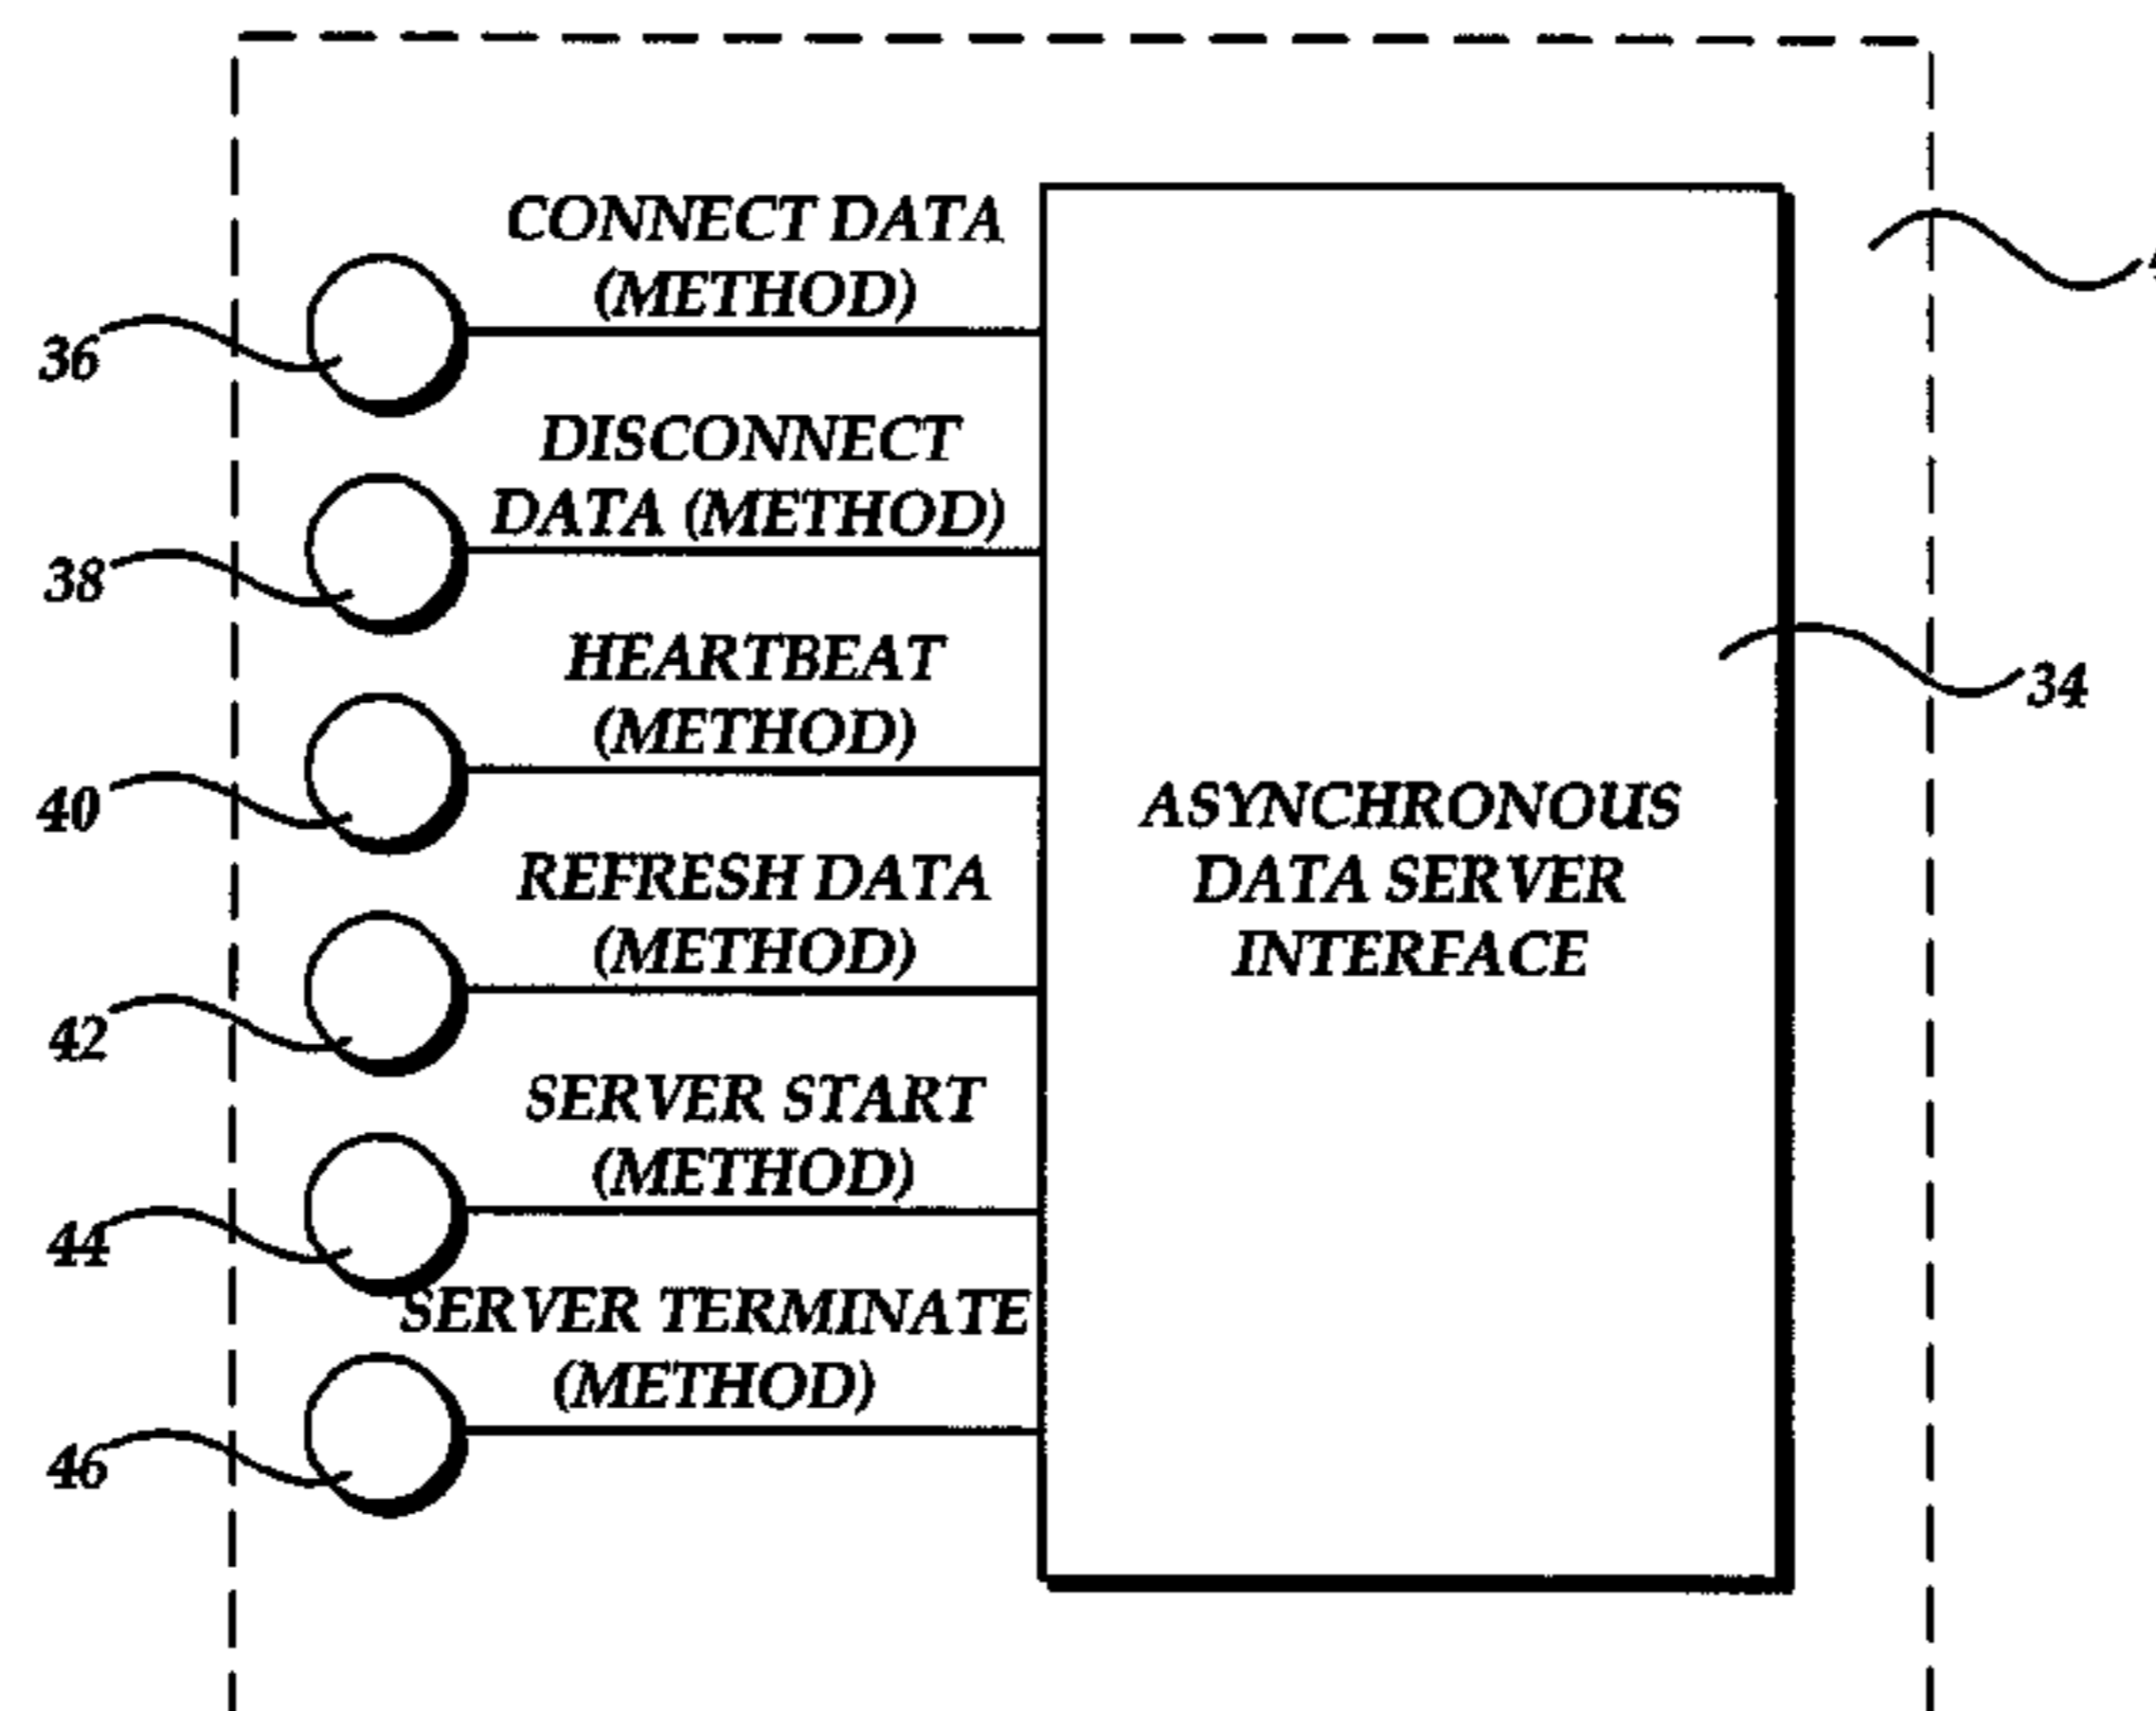 CONNECT DATA
(METHOD)
36
DISCONNECT
DATA (METHOD)
38
HEARTBEAT
(METHOD)
34
40
ASYNCHRONOUS
DATA SERVER
INTERFACE
REFRESH DATA
(METHOD)
42
SERVER START
(METHOD)
44
SERVER TERMINATE
(METHOD)
46